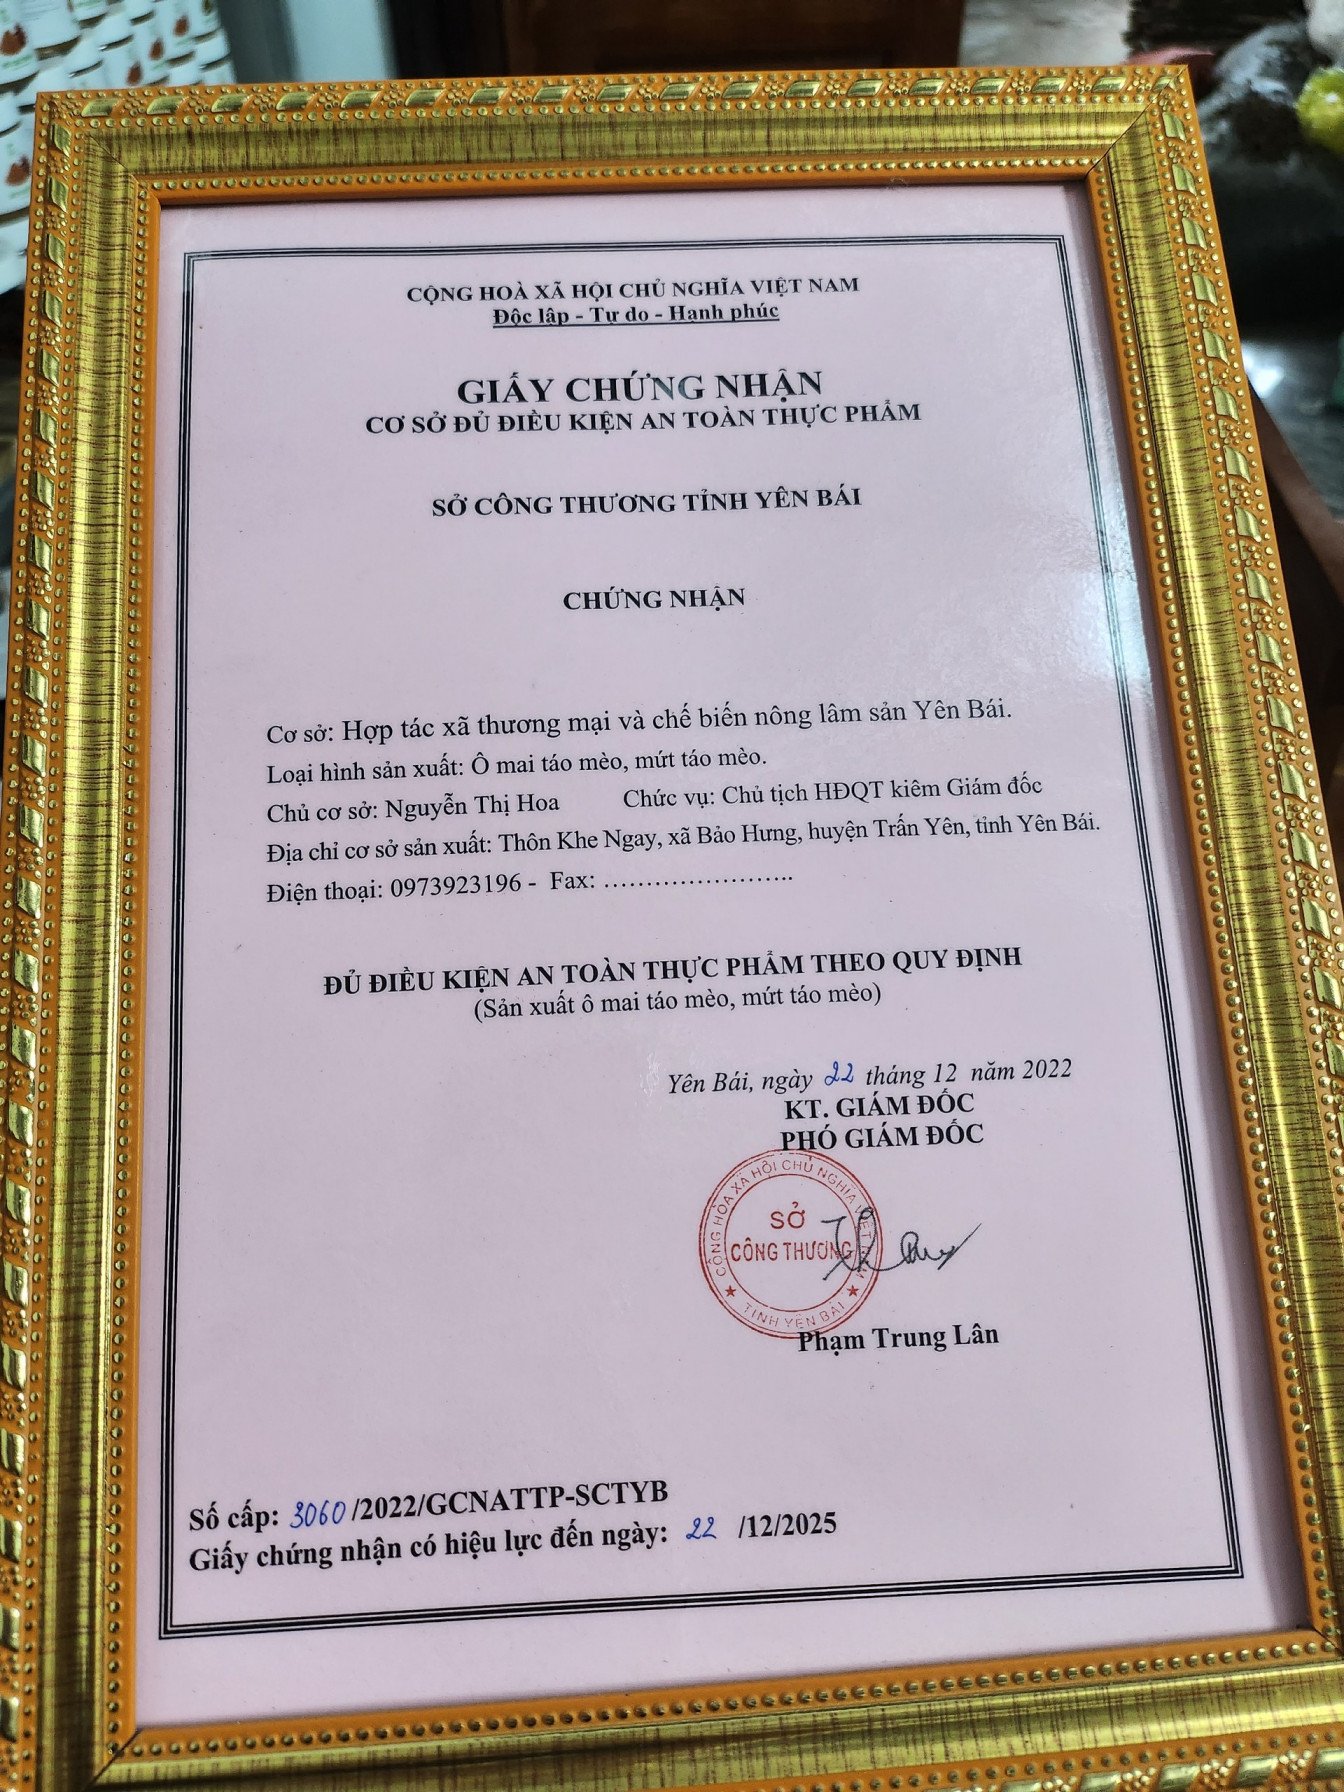 CỘNG HOÀ XÃ HỘI CHỦ NGHĨA VIỆT NAM
Độc lập - Tự do - Hạnh phúc
GIẤY CHỨNG NHẬN
CƠ SỞ ĐỦ ĐIỀU KIỆN AN TOÀN THỰC PHẨM
SỞ CÔNG THƯƠNG TỈNH YÊN BÁI
CHỨNG NHẬN
Cơ sở: Hợp tác xã thương mại và chế biến nông lâm sản Yên Bái.
Loại hình sản xuất: Ô mai táo mèo, mứt táo mèo.
Chủ cơ sở: Nguyễn Thị Hoa Chức vụ: Chủ tịch HĐQT kiêm Giám đốc
Địa chỉ cơ sở sản xuất: Thôn Khe Ngay, xã Bảo Hưng, huyện Trấn Yên, tỉnh Yên Bái.
Điện thoại: 0973923196 - Fax: ……………………..
ĐỦ ĐIỀU KIỆN AN TOÀN THỰC PHẨM THEO QUY ĐỊNH
(Sản xuất ô mai táo mèo, mứt táo mèo)
Yên Bái, ngày 22 tháng 12 năm 2022
KT. GIÁM ĐỐC
PHÓ GIÁM ĐỐC
CỘNG HÒA XÃ HỘI CHỦ NGHĨA VIỆT NAM
SỞ
CÔNG THƯƠNG
★ TỈNH YÊN BÁI ★
Phạm Trung Lân
Số cấp: 3060/2022/GCNATTP-SCTYB
Giấy chứng nhận có hiệu lực đến ngày: 22 /12/2025